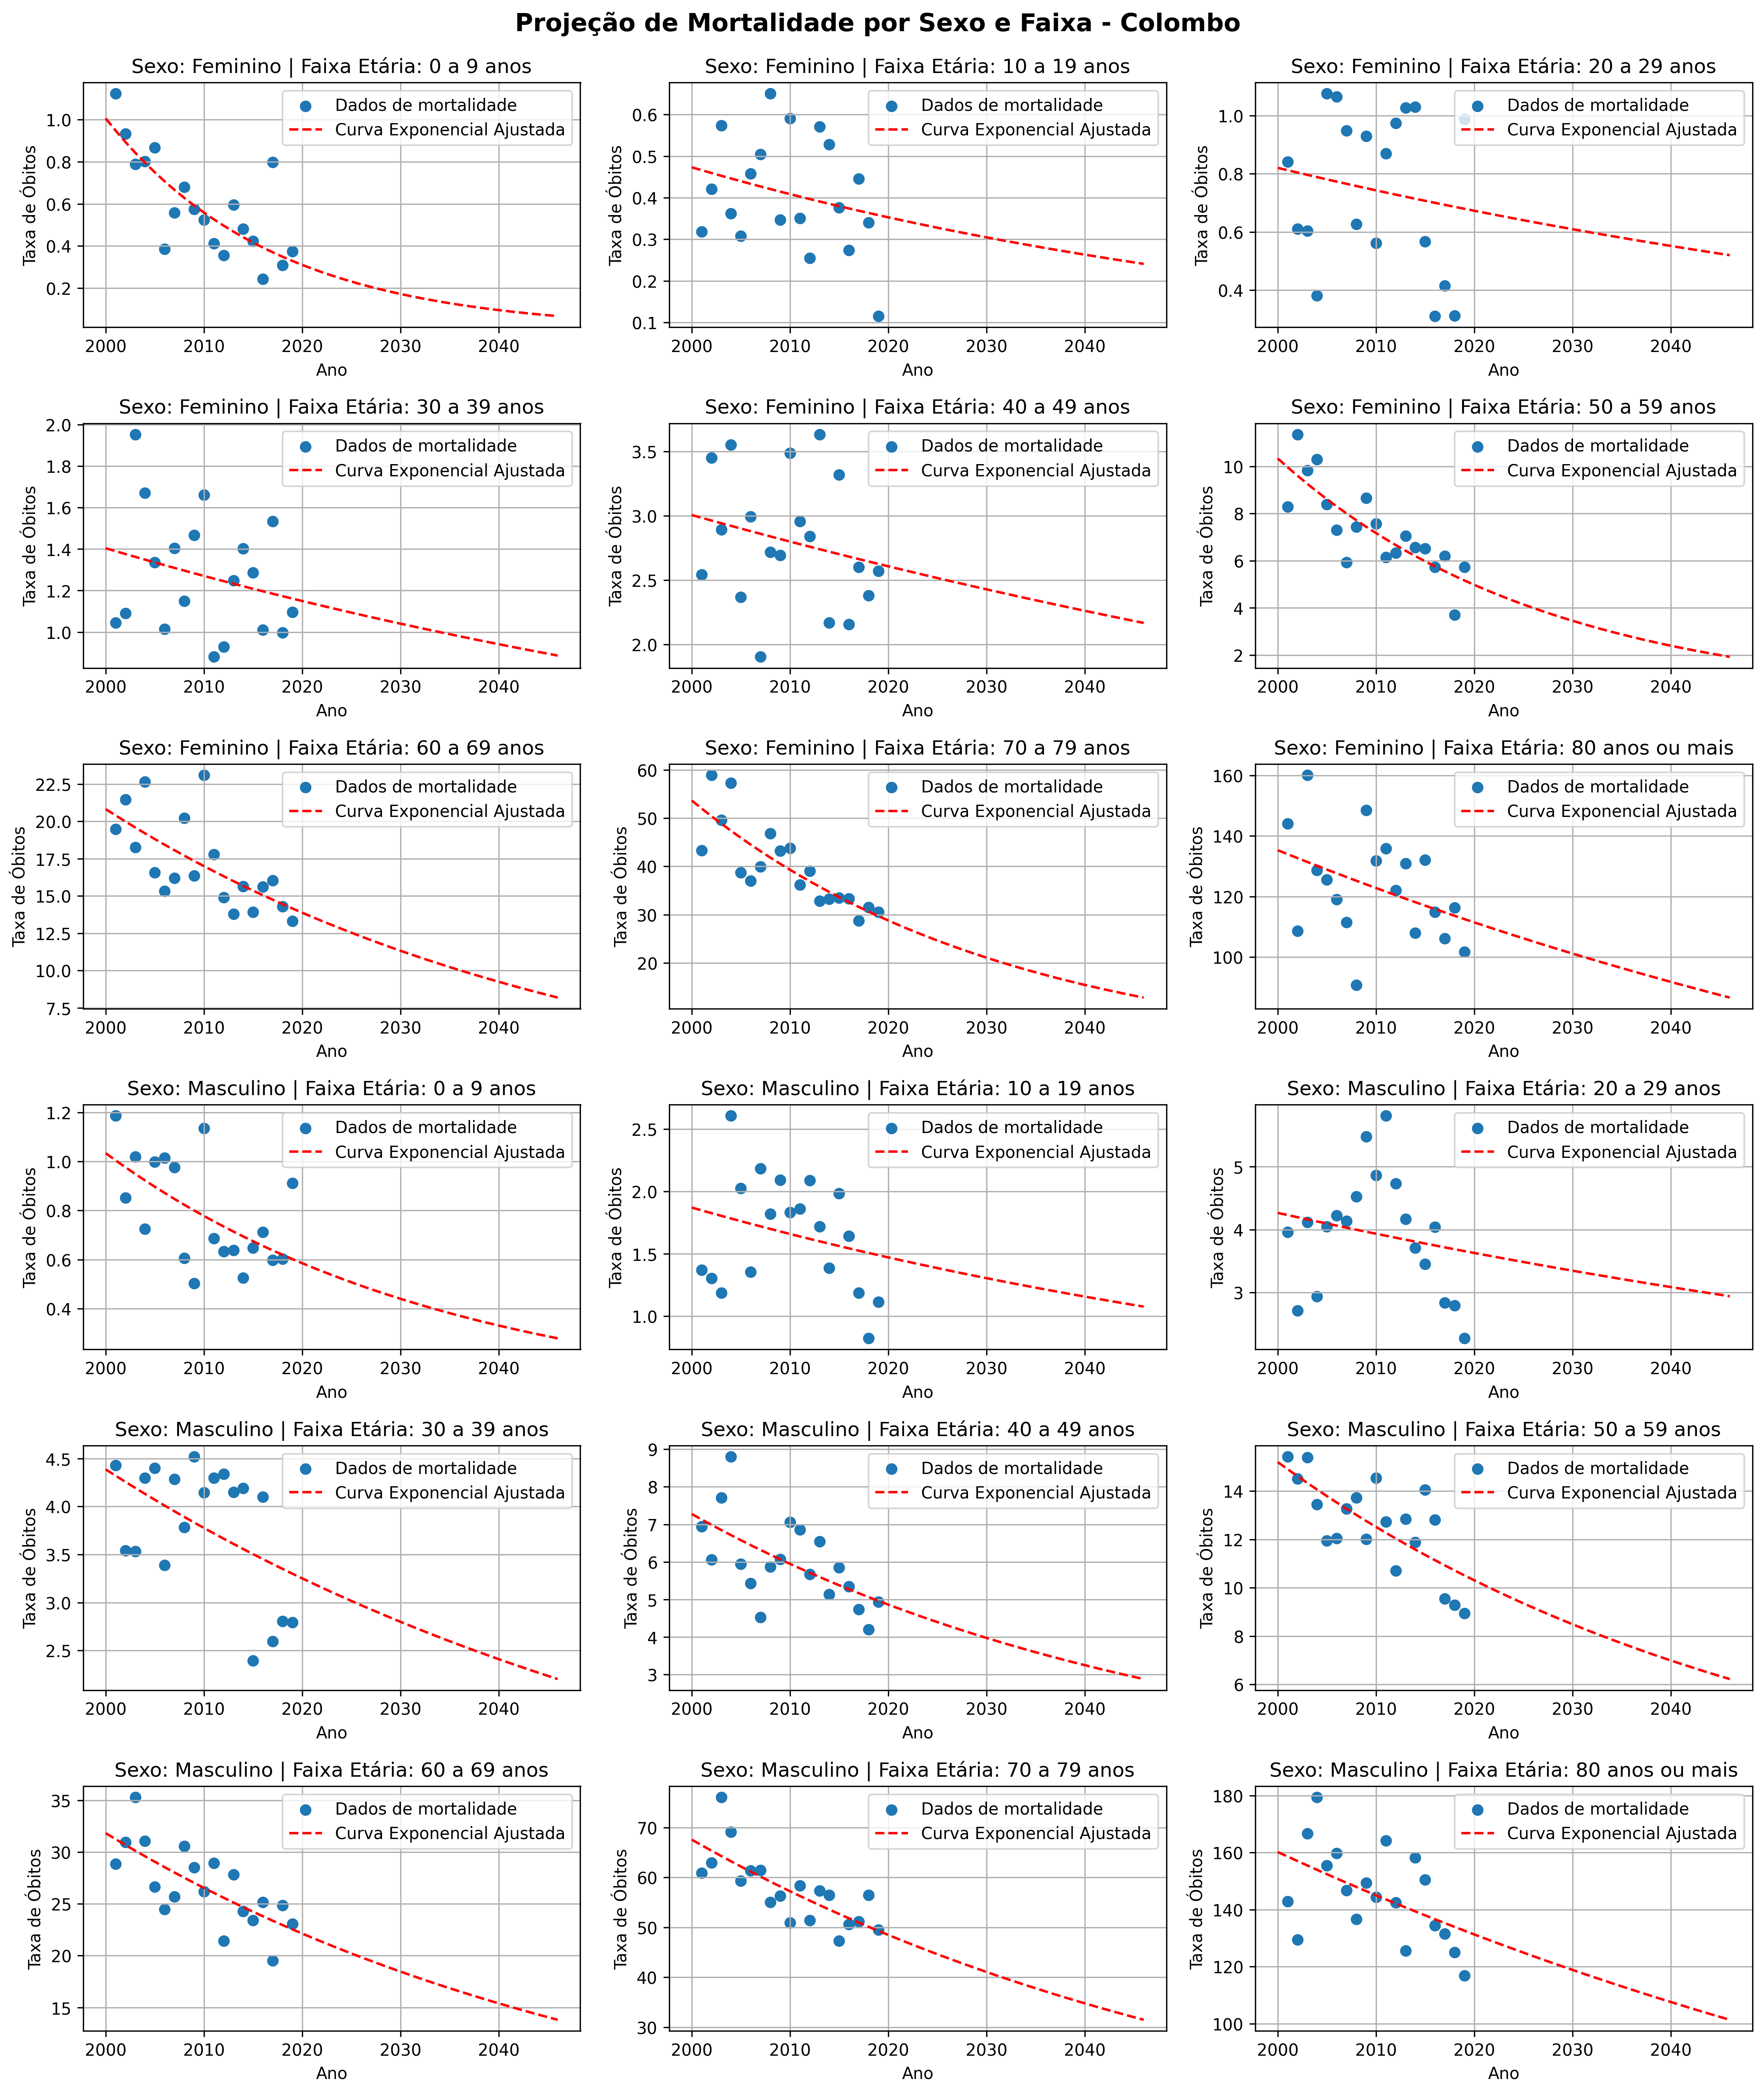 Projeção de Mortalidade por Sexo e Faixa - Colombo
Sexo: Feminino | Faixa Etária: 0 a 9 anos
Taxa de Óbitos
1.0
0.8
0.6
0.4
0.2
Dados de mortalidade
Curva Exponencial Ajustada
2000 2010 2020 2030 2040
Ano
Sexo: Feminino | Faixa Etária: 10 a 19 anos
Taxa de Óbitos
0.6
0.5
0.4
0.3
0.2
0.1
Dados de mortalidade
Curva Exponencial Ajustada
2000 2010 2020 2030 2040
Ano
Sexo: Feminino | Faixa Etária: 20 a 29 anos
Taxa de Óbitos
1.0
0.8
0.6
0.4
Dados de mortalidade
Curva Exponencial Ajustada
2000 2010 2020 2030 2040
Ano
Sexo: Feminino | Faixa Etária: 30 a 39 anos
Taxa de Óbitos
2.0
1.8
1.6
1.4
1.2
1.0
Dados de mortalidade
Curva Exponencial Ajustada
2000 2010 2020 2030 2040
Ano
Sexo: Feminino | Faixa Etária: 40 a 49 anos
Taxa de Óbitos
3.5
3.0
2.5
2.0
Dados de mortalidade
Curva Exponencial Ajustada
2000 2010 2020 2030 2040
Ano
Sexo: Feminino | Faixa Etária: 50 a 59 anos
Taxa de Óbitos
10
8
6
4
2
Dados de mortalidade
Curva Exponencial Ajustada
2000 2010 2020 2030 2040
Ano
Sexo: Feminino | Faixa Etária: 60 a 69 anos
Taxa de Óbitos
22.5
20.0
17.5
15.0
12.5
10.0
7.5
Dados de mortalidade
Curva Exponencial Ajustada
2000 2010 2020 2030 2040
Ano
Sexo: Feminino | Faixa Etária: 70 a 79 anos
Taxa de Óbitos
60
50
40
30
20
Dados de mortalidade
Curva Exponencial Ajustada
2000 2010 2020 2030 2040
Ano
Sexo: Feminino | Faixa Etária: 80 anos ou mais
Taxa de Óbitos
160
140
120
100
Dados de mortalidade
Curva Exponencial Ajustada
2000 2010 2020 2030 2040
Ano
Sexo: Masculino | Faixa Etária: 0 a 9 anos
Taxa de Óbitos
1.2
1.0
0.8
0.6
0.4
Dados de mortalidade
Curva Exponencial Ajustada
2000 2010 2020 2030 2040
Ano
Sexo: Masculino | Faixa Etária: 10 a 19 anos
Taxa de Óbitos
2.5
2.0
1.5
1.0
Dados de mortalidade
Curva Exponencial Ajustada
2000 2010 2020 2030 2040
Ano
Sexo: Masculino | Faixa Etária: 20 a 29 anos
Taxa de Óbitos
5
4
3
Dados de mortalidade
Curva Exponencial Ajustada
2000 2010 2020 2030 2040
Ano
Sexo: Masculino | Faixa Etária: 30 a 39 anos
Taxa de Óbitos
4.5
4.0
3.5
3.0
2.5
Dados de mortalidade
Curva Exponencial Ajustada
2000 2010 2020 2030 2040
Ano
Sexo: Masculino | Faixa Etária: 40 a 49 anos
Taxa de Óbitos
9
8
7
6
5
4
3
Dados de mortalidade
Curva Exponencial Ajustada
2000 2010 2020 2030 2040
Ano
Sexo: Masculino | Faixa Etária: 50 a 59 anos
Taxa de Óbitos
14
12
10
8
6
Dados de mortalidade
Curva Exponencial Ajustada
2000 2010 2020 2030 2040
Ano
Sexo: Masculino | Faixa Etária: 60 a 69 anos
Taxa de Óbitos
35
30
25
20
15
Dados de mortalidade
Curva Exponencial Ajustada
2000 2010 2020 2030 2040
Ano
Sexo: Masculino | Faixa Etária: 70 a 79 anos
Taxa de Óbitos
70
60
50
40
30
Dados de mortalidade
Curva Exponencial Ajustada
2000 2010 2020 2030 2040
Ano
Sexo: Masculino | Faixa Etária: 80 anos ou mais
Taxa de Óbitos
180
160
140
120
100
Dados de mortalidade
Curva Exponencial Ajustada
2000 2010 2020 2030 2040
Ano